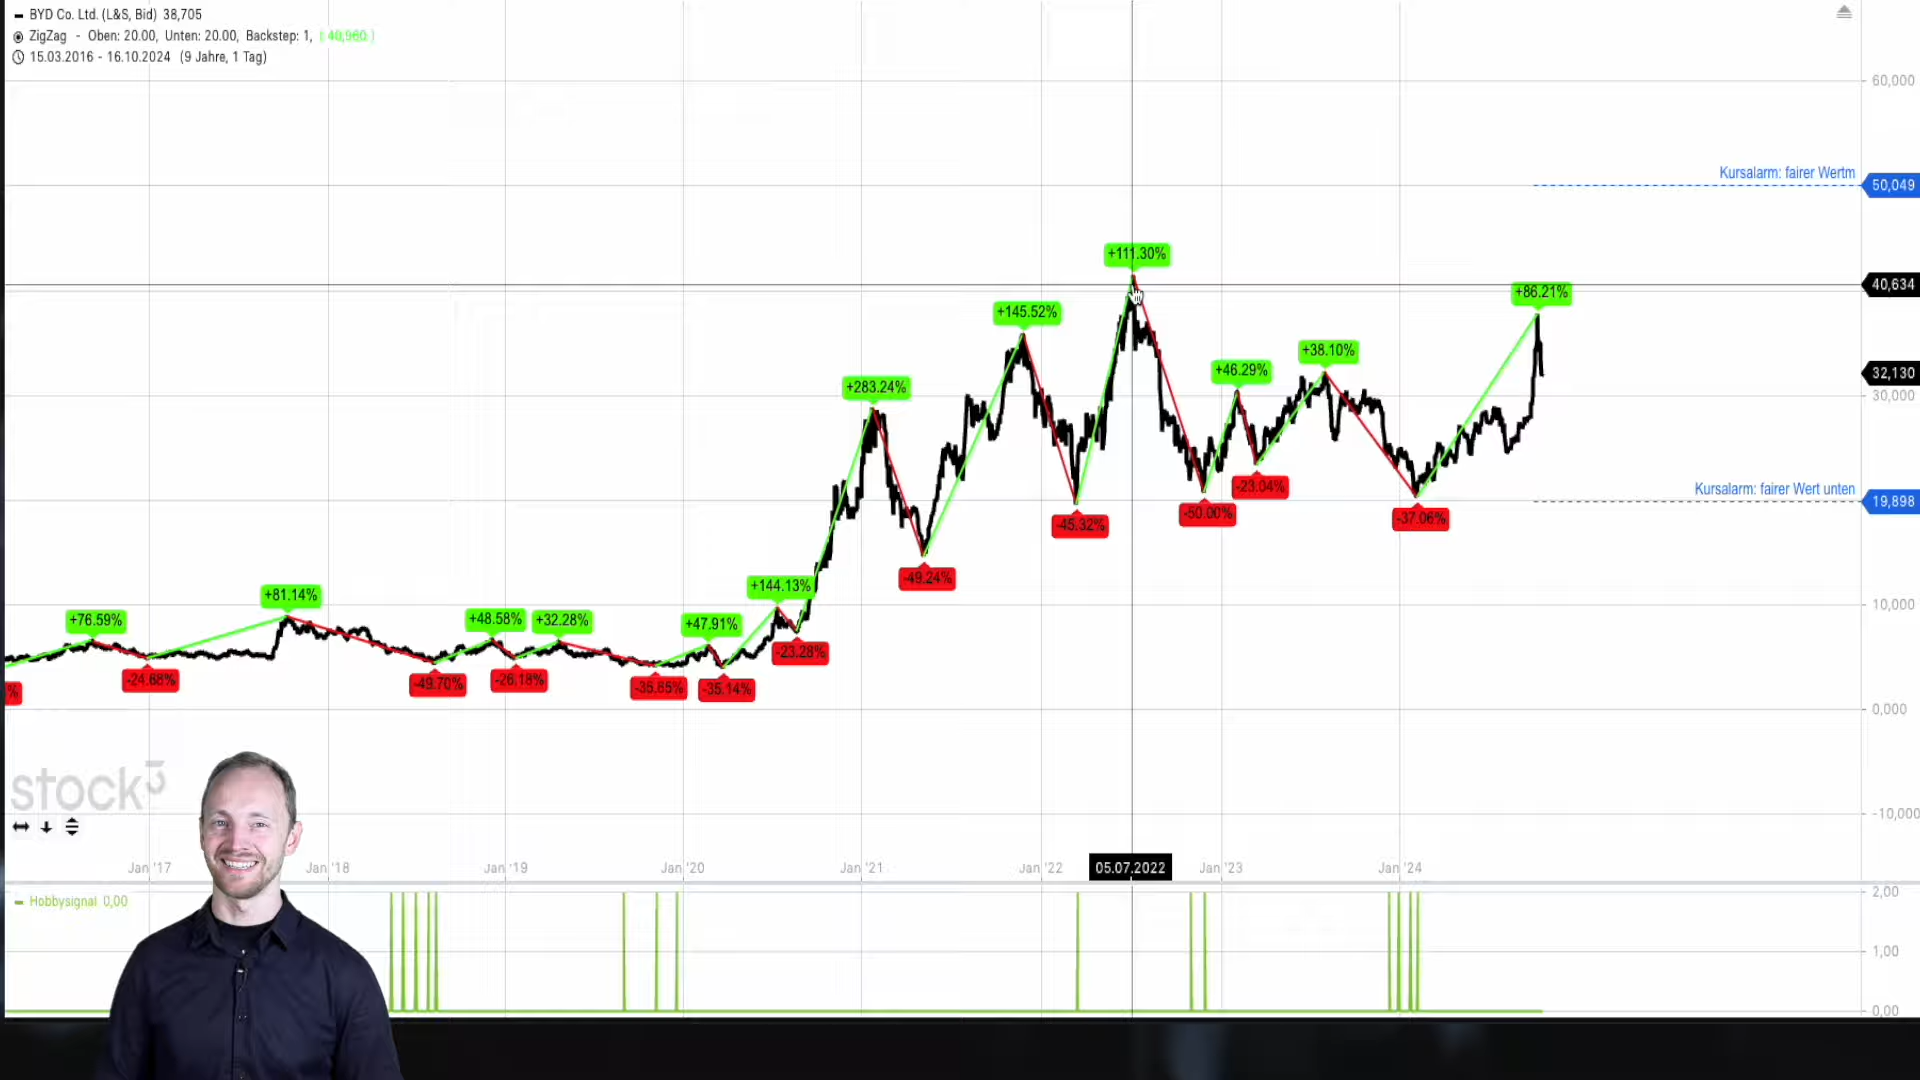 BYD Co. Ltd. (L&S, Bid) 38,705
ZigZag - Oben: 20.00, Unten: 20.00, Backstep: 1, ( 40,960 )
15.03.2016 - 16.10.2024 (9 Jahre, 1 Tag)
60,000
Kursalarm: fairer Wertm
50,049
+111.30%
40,634
+86.21%
+145.52%
+38.10%
32,130
+46.29%
+283.24%
30,000
-23.04%
Kursalarm: fairer Wert unten
19,898
-50.00%
-37.06%
-45.32%
-49.24%
+144.13%
+81.14%
10,000
+76.59%
+48.58%
+32.28%
+47.91%
-23.28%
-24.68%
-49.70%
-26.18%
-35.14%
%
0,000
stock3
-10,000
Jan '17
Jan '18
Jan '19
Jan '20
Jan '21
Jan '22
05.07.2022
Jan '23
Jan '24
Hobbysignal 0,00
2,00
1,00
0,00